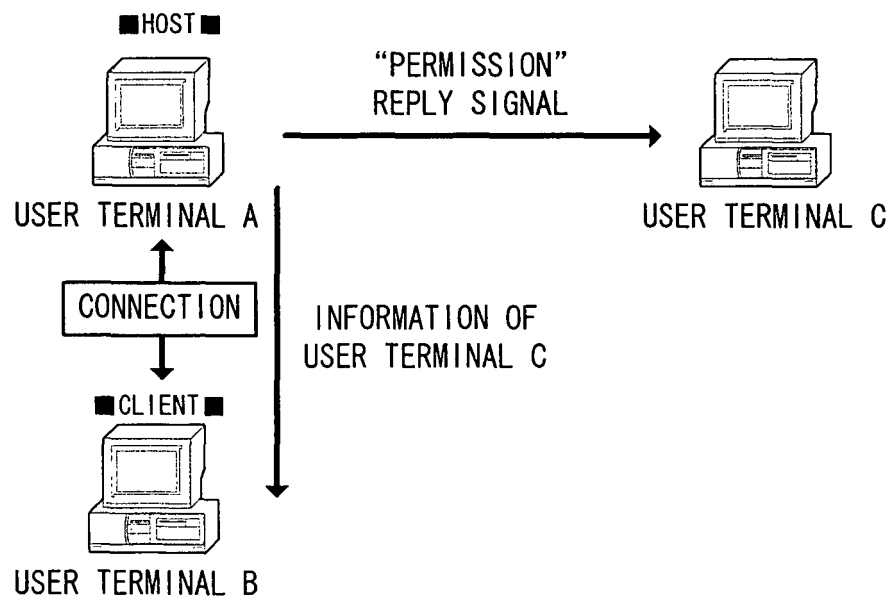 ■HOST■
“PERMISSION”
REPLY SIGNAL
USER TERMINAL A
USER TERMINAL C
CONNECTION
INFORMATION OF
USER TERMINAL C
■CLIENT■
USER TERMINAL B